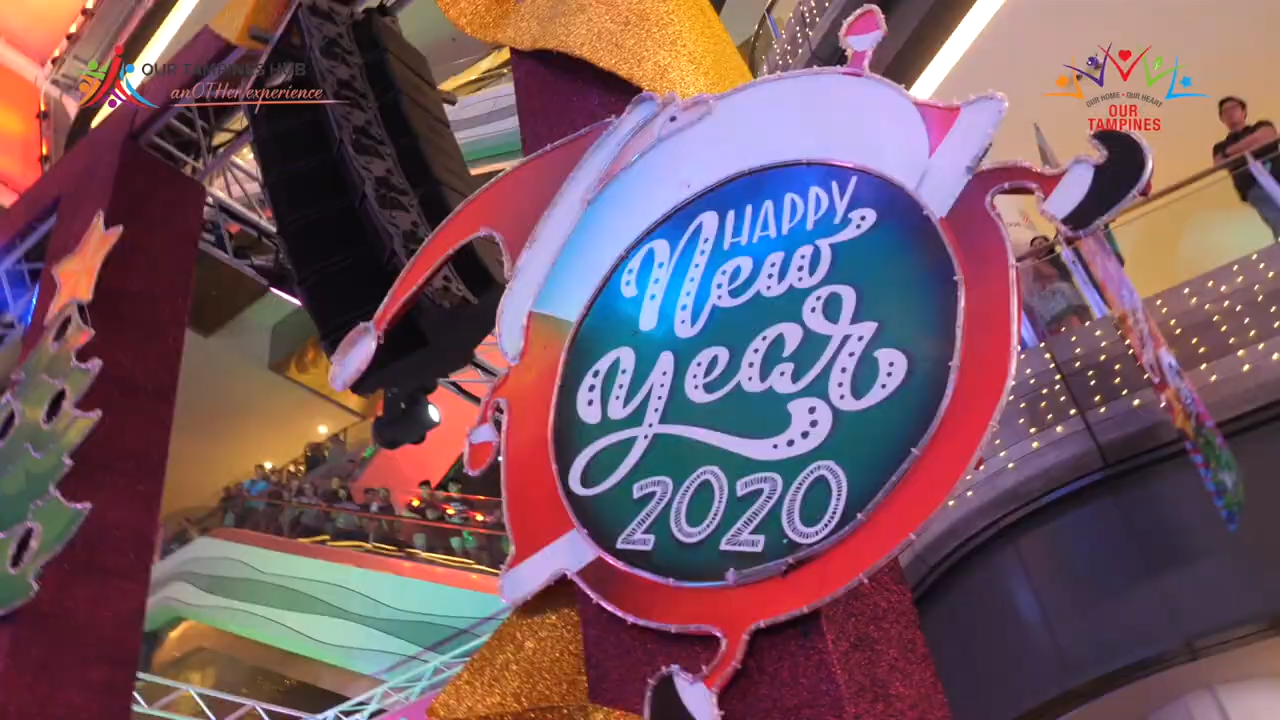 OUR TAMPINES HUB
anOTHer experience
OUR HOME • OUR HEART
OUR
TAMPINES
HAPPY
New
year
2020